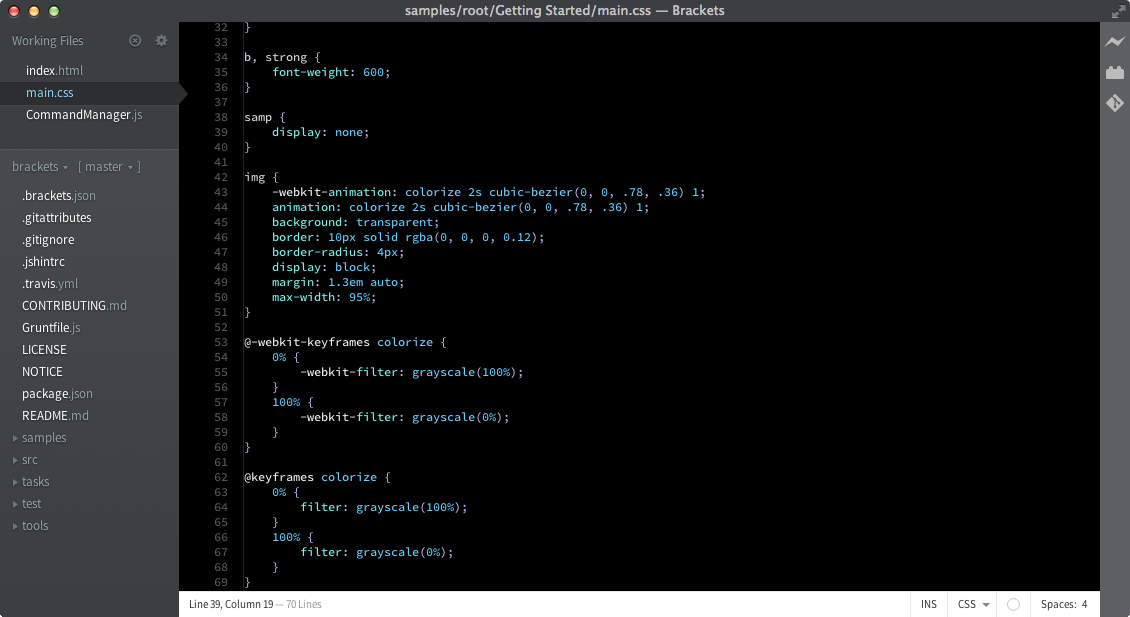 samples/root/Getting Started/main.css — Brackets
Working Files
index.html
main.css
CommandManager.js
brackets [ master ]
.brackets.json
.gitattributes
.gitignore
.jshintrc
.travis.yml
CONTRIBUTING.md
Gruntfile.js
LICENSE
NOTICE
package.json
README.md
samples
src
tasks
test
tools
32 }
33
34 b, strong {
35     font-weight: 600;
36 }
37
38 samp {
39     display: none;
40 }
41
42 img {
43     -webkit-animation: colorize 2s cubic-bezier(0, 0, .78, .36) 1;
44     animation: colorize 2s cubic-bezier(0, 0, .78, .36) 1;
45     background: transparent;
46     border: 10px solid rgba(0, 0, 0, 0.12);
47     border-radius: 4px;
48     display: block;
49     margin: 1.3em auto;
50     max-width: 95%;
51 }
52
53 @-webkit-keyframes colorize {
54     0% {
55         -webkit-filter: grayscale(100%);
56     }
57     100% {
58         -webkit-filter: grayscale(0%);
59     }
60 }
61
62 @keyframes colorize {
63     0% {
64         filter: grayscale(100%);
65     }
66     100% {
67         filter: grayscale(0%);
68     }
69 }
Line 39, Column 19 — 70 Lines
INS
CSS
Spaces: 4